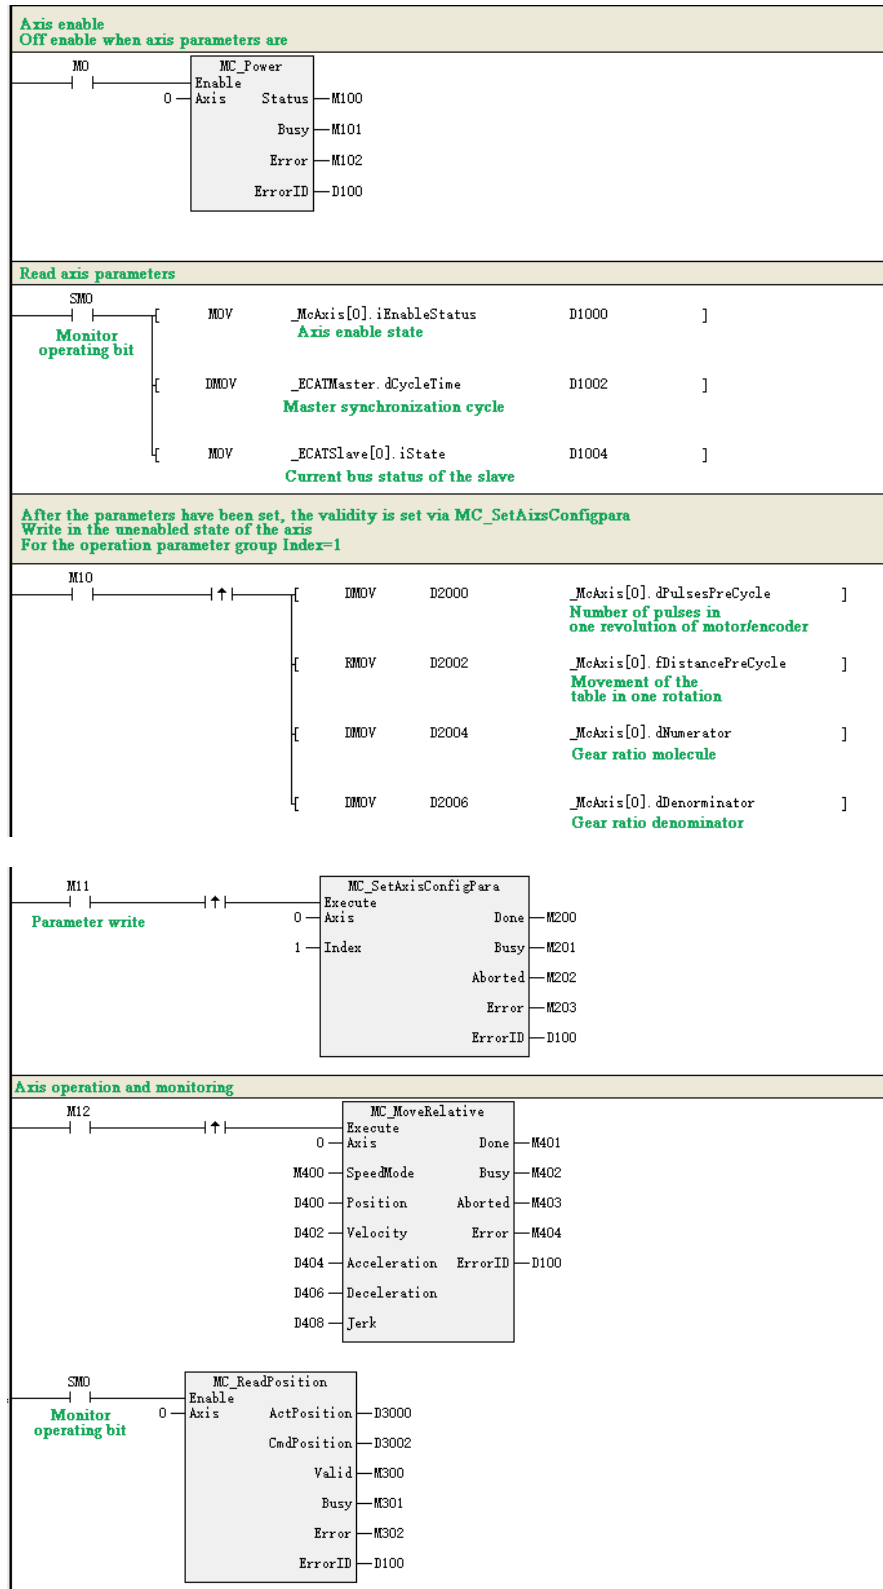 Axis enable
Off enable when axis parameters are
M0
MC_Power
Enable
0 Axis Status M100
Busy M101
Error M102
ErrorID D100
Read axis parameters
SM0
MOV _McAxis[0].iEnableStatus D1000 ]
Monitor operating bit
Axis enable state
DMOV _ECATMaster.dCycleTime D1002 ]
Master synchronization cycle
MOV _ECATSlave[0].iState D1004 ]
Current bus status of the slave
After the parameters have been set, the validity is set via MC_SetAixsConfigpara
Write in the unenabled state of the axis
For the operation parameter group Index=1
M10
[ DMOV D2000 _McAxis[0].dPulsesPreCycle ]
Number of pulses in
one revolution of motor/encoder
[ RMOV D2002 _McAxis[0].fDistancePreCycle ]
Movement of the
table in one rotation
[ DMOV D2004 _McAxis[0].dNumerator ]
Gear ratio molecule
[ DMOV D2006 _McAxis[0].dDenorminator ]
Gear ratio denominator
M11
MC_SetAxisConfigPara
Execute
Parameter write
0 Axis Done M200
1 Index Busy M201
Aborted M202
Error M203
ErrorID D100
Axis operation and monitoring
M12
MC_MoveRelative
Execute
0 Axis Done M401
M400 SpeedMode Busy M402
D400 Position Aborted M403
D402 Velocity Error M404
D404 Acceleration ErrorID D100
D406 Deceleration
D408 Jerk
SM0
MC_ReadPosition
Enable
Monitor
operating bit
0 Axis ActPosition D3000
CmdPosition D3002
Valid M300
Busy M301
Error M302
ErrorID D100